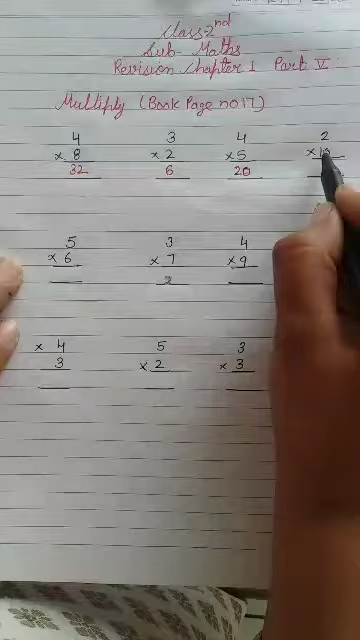 Class-2nd
Sub- Maths
Revision Chapter 1 Part V
Multiply (Book Page no 17)
4 3 4 2
× 8 × 2 × 5 × 10
32 6 20
5 3 4
× 6 × 7 × 9
× 4 5 3
3 × 2 × 3